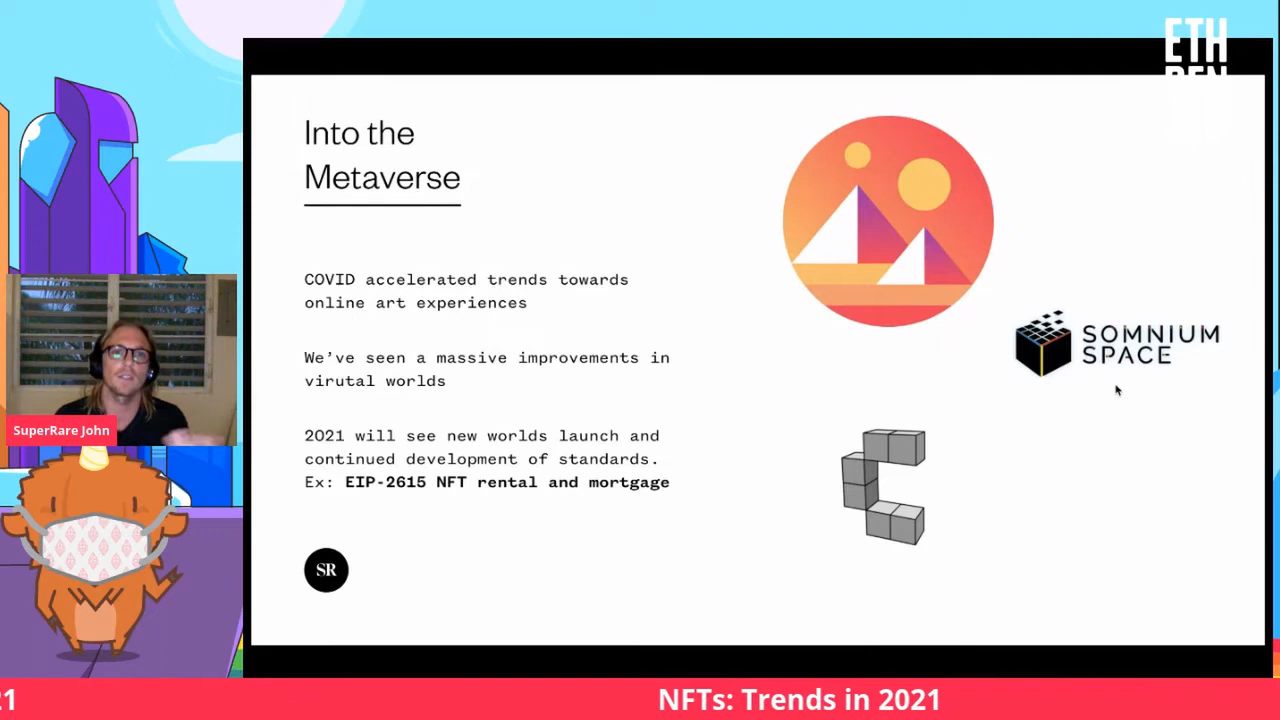 ETH
Into the
Metaverse
COVID accelerated trends towards
online art experiences
We've seen a massive improvements in
virutal worlds
2021 will see new worlds launch and
continued development of standards.
Ex: EIP-2615 NFT rental and mortgage
SOMNIUM
SPACE
SR
SuperRare John
21
NFTs: Trends in 2021